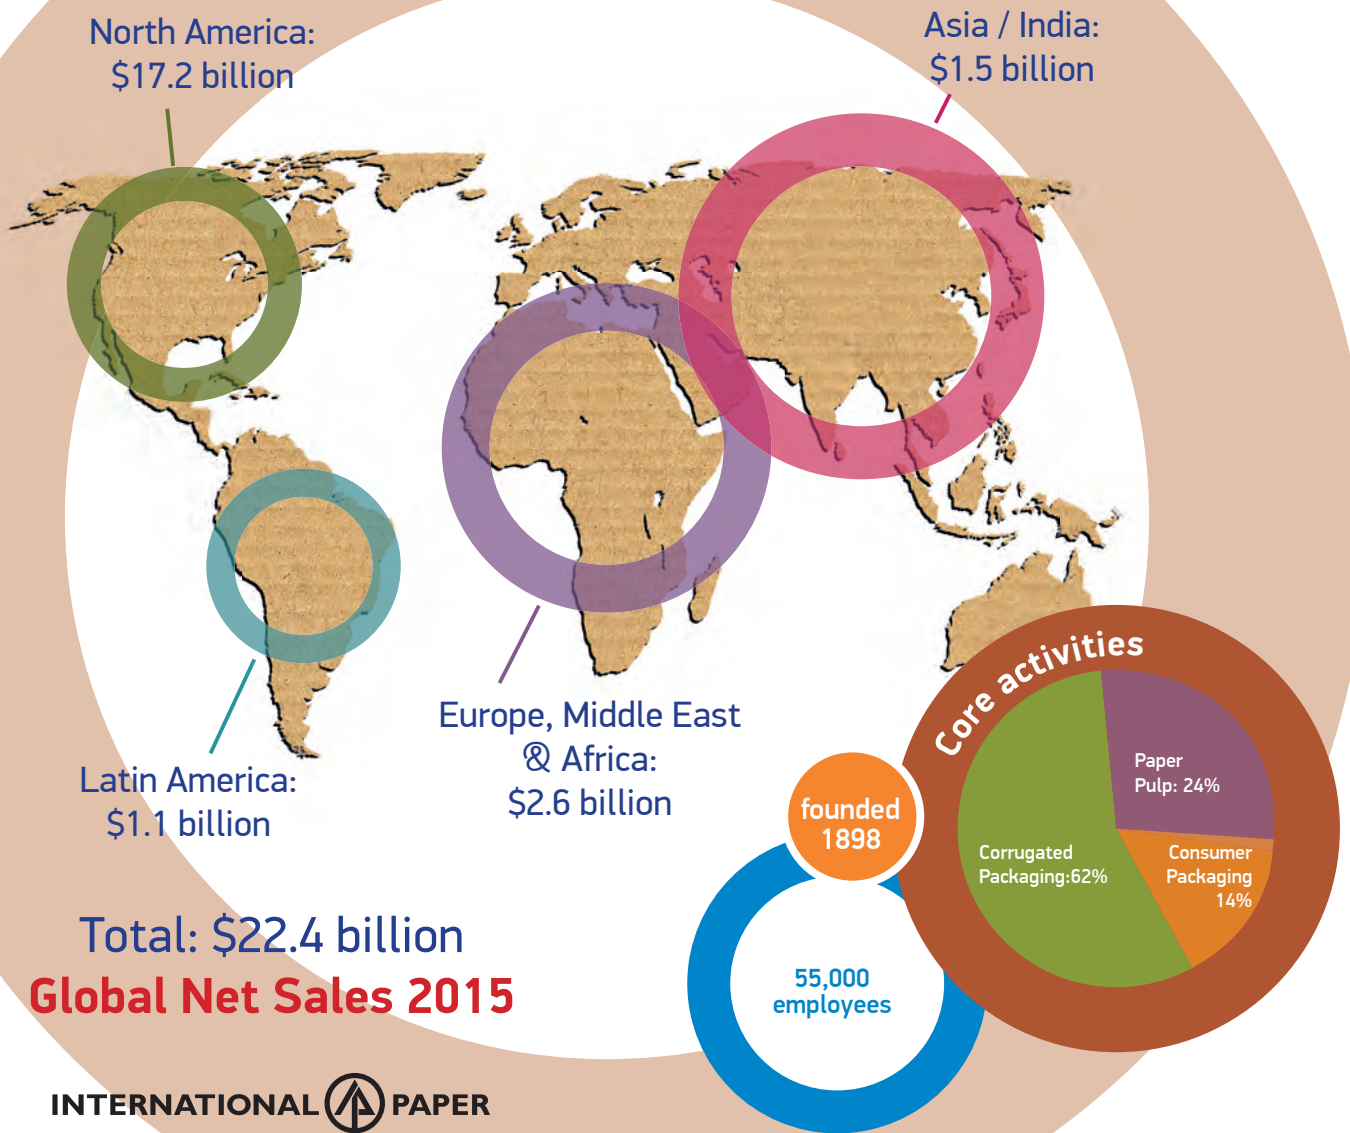 North America:
$17.2 billion
Asia / India:
$1.5 billion
Europe, Middle East
& Africa:
$2.6 billion
Latin America:
$1.1 billion
Core activities
Paper
Pulp: 24%
Corrugated
Packaging:62%
Consumer
Packaging
14%
founded
1898
55,000
employees
Total: $22.4 billion
Global Net Sales 2015
INTERNATIONAL PAPER